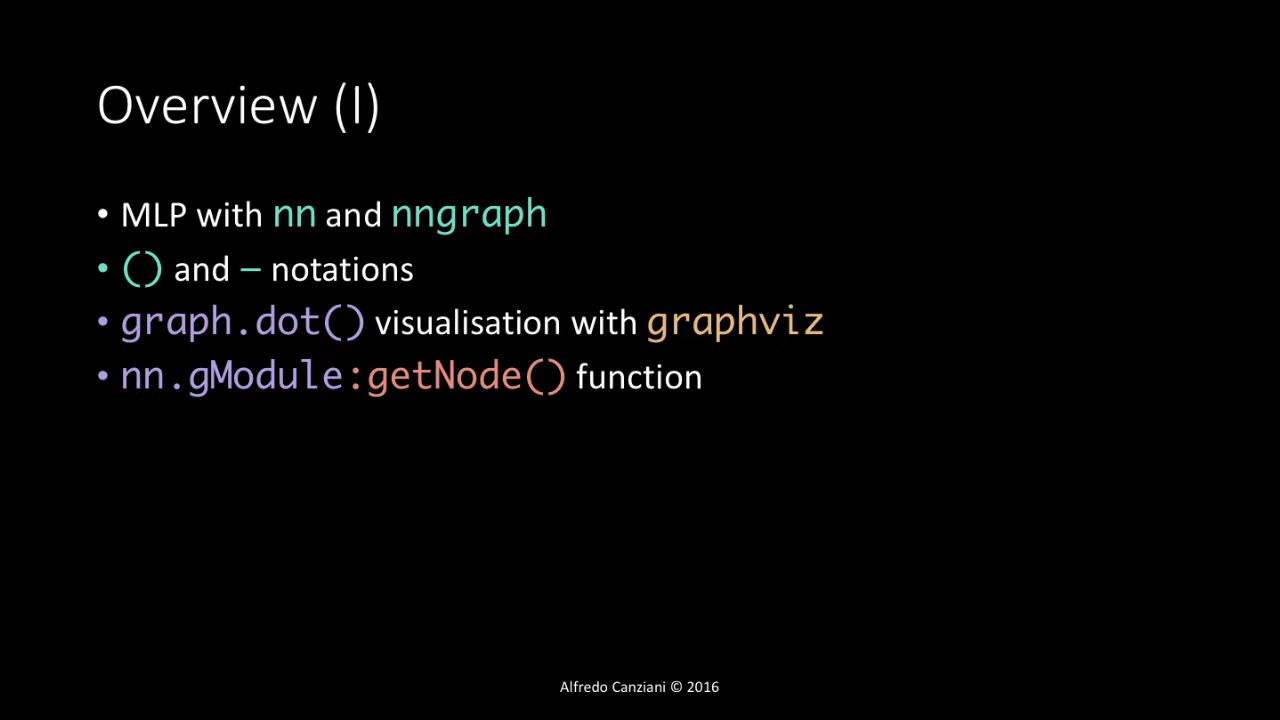 Overview (I)
• MLP with nn and nngraph
• () and – notations
• graph.dot() visualisation with graphviz
• nn.gModule:getNode() function
Alfredo Canziani © 2016